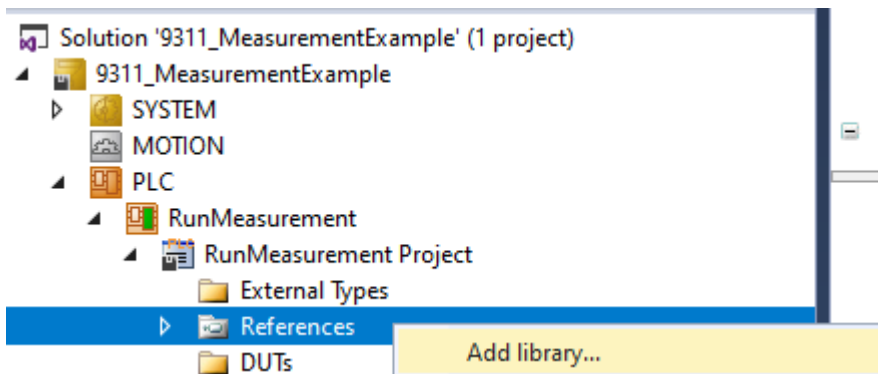 Solution '9311_MeasurementExample' (1 project)
9311_MeasurementExample
SYSTEM
MOTION
PLC
RunMeasurement
RunMeasurement Project
External Types
References
Add library...
DUTs